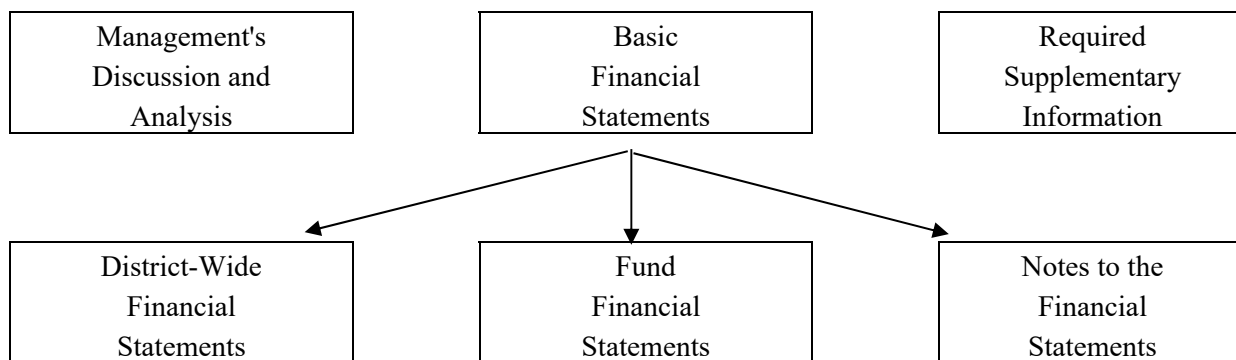 Management's
Discussion and
Analysis
Basic
Financial
Statements
Required
Supplementary
Information
District-Wide
Financial
Statements
Fund
Financial
Statements
Notes to the
Financial
Statements